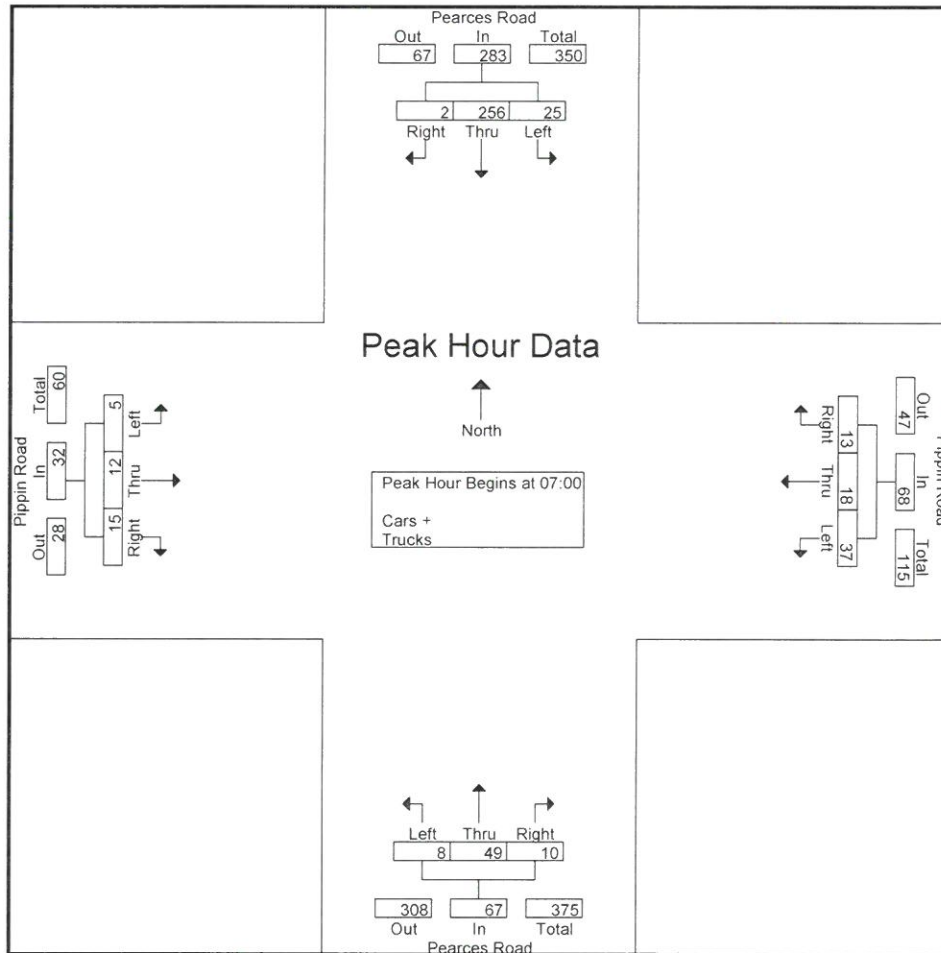 Pearces Road
Out In Total
67 283 350
2 256 25
Right Thru Left
Peak Hour Data
North
Peak Hour Begins at 07:00
Cars +
Trucks
Pippin Road
Out In Total
28 32 60
15 12 5
Right Thru Left
Pippin Road
Out In Total
47 68 115
13 18 37
Right Thru Left
Left Thru Right
8 49 10
308 67 375
Out In Total
Pearces Road